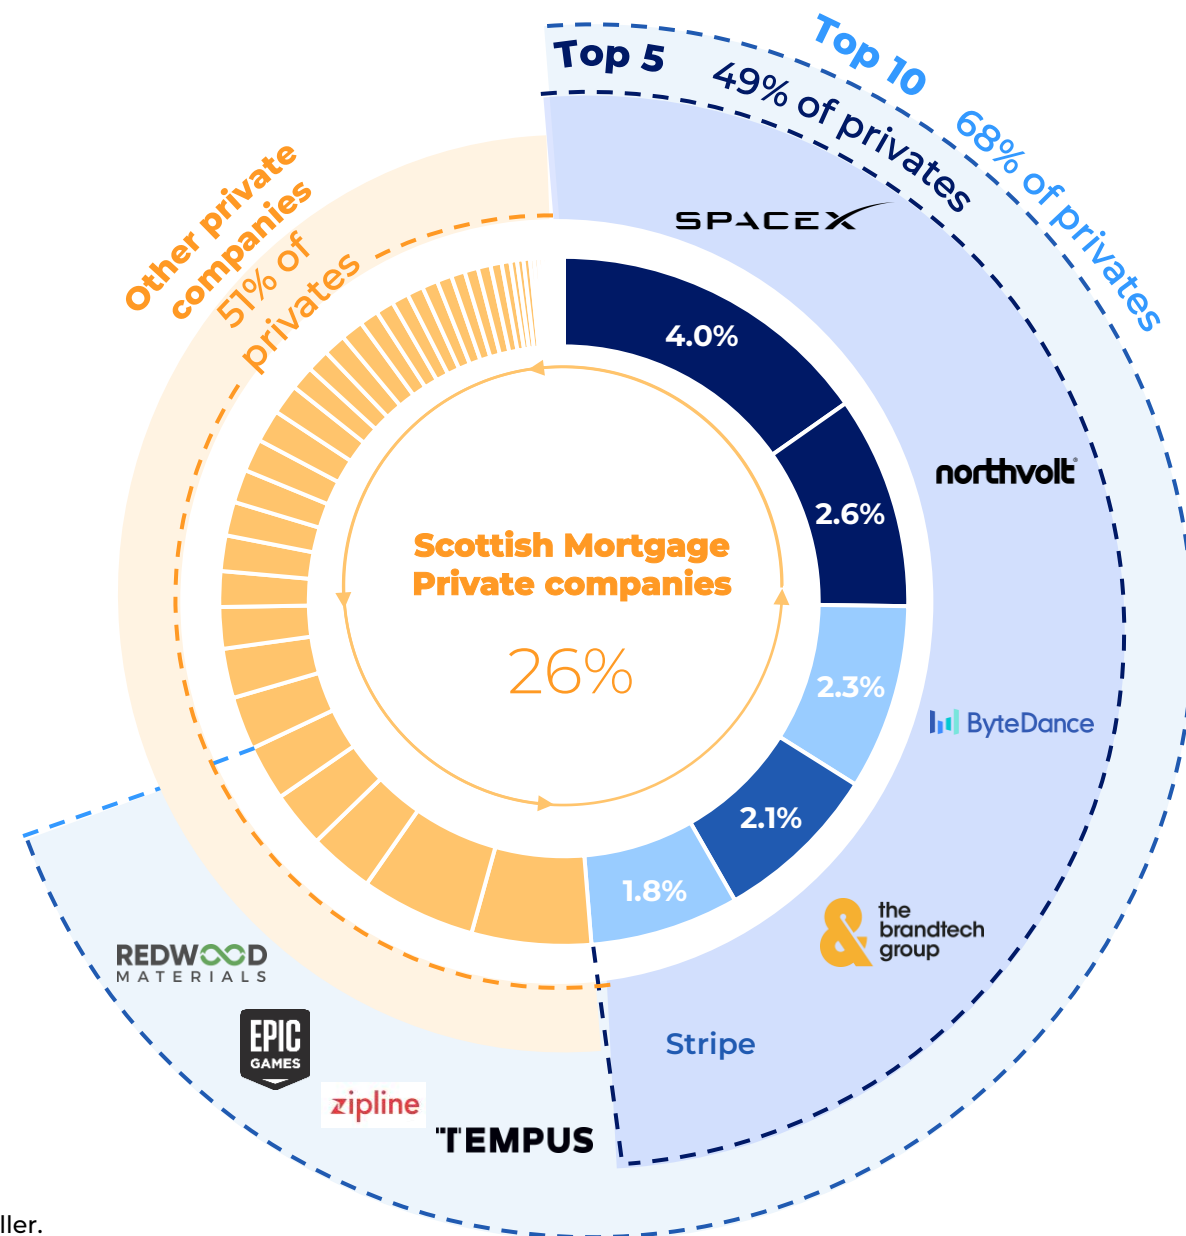 Top 5
49% of privates
Top 10
68% of privates
Other private
companies
51% of
privates
SPACEX
4.0%
northvolt
2.6%
Scottish Mortgage
Private companies
26%
2.3%
ByteDance
2.1%
1.8%
the
brandtech
group
REDWOOD
MATERIALS
EPIC
GAMES
Stripe
zipline
TEMPUS
ller.